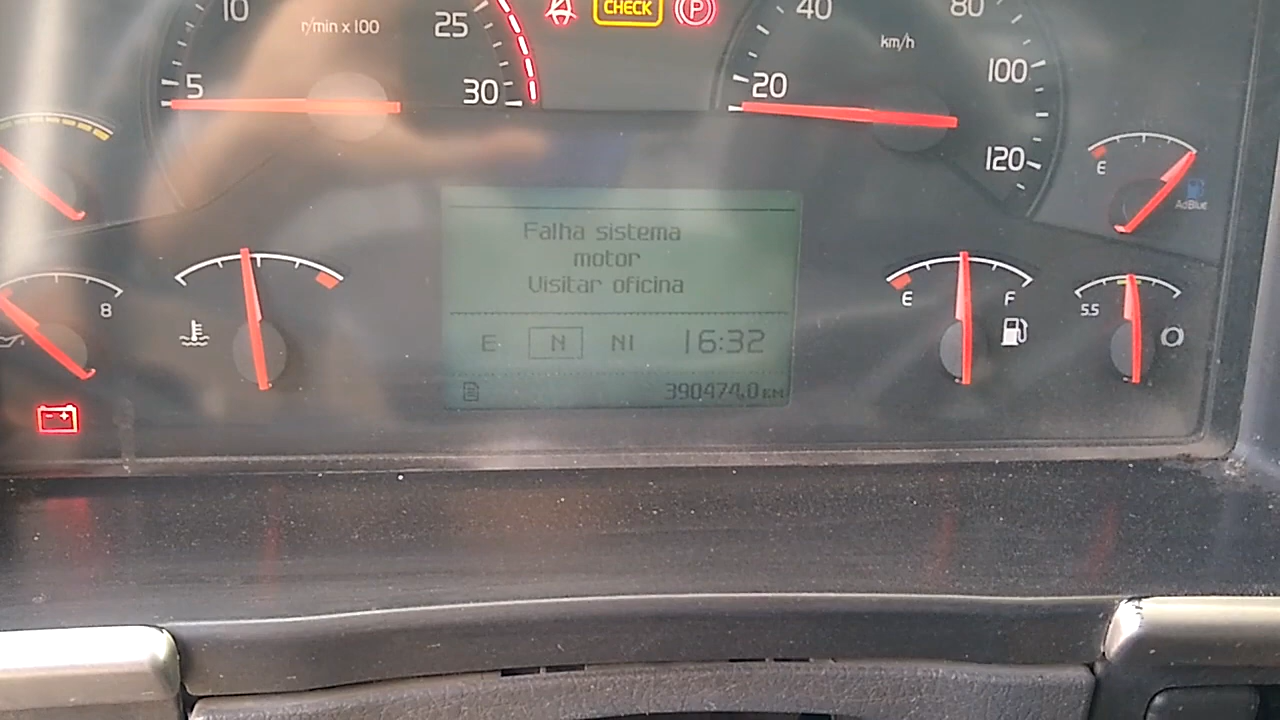 10
r/min x 100
25
5
30
CHECK
P
40
80
km/h
20
100
120
E
AdBlue
Falha sistema
motor
Visitar oficina
E N N1 16:32
390474.0 KM
8
E
F
5.5